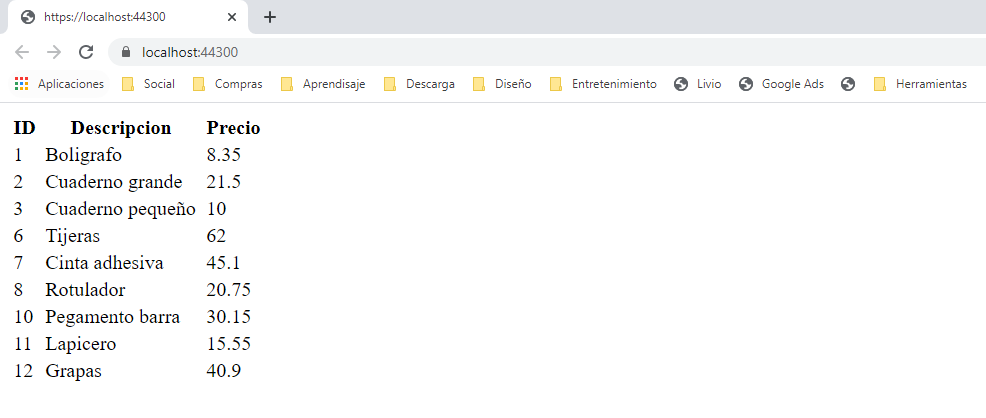 https://localhost:44300
localhost:44300
Aplicaciones Social Compras Aprendisaje Descarga Diseño Entretenimiento Livio Google Ads Herramientas
ID Descripcion Precio
1 Boligrafo 8.35
2 Cuaderno grande 21.5
3 Cuaderno pequeño 10
6 Tijeras 62
7 Cinta adhesiva 45.1
8 Rotulador 20.75
10 Pegamento barra 30.15
11 Lapicero 15.55
12 Grapas 40.9